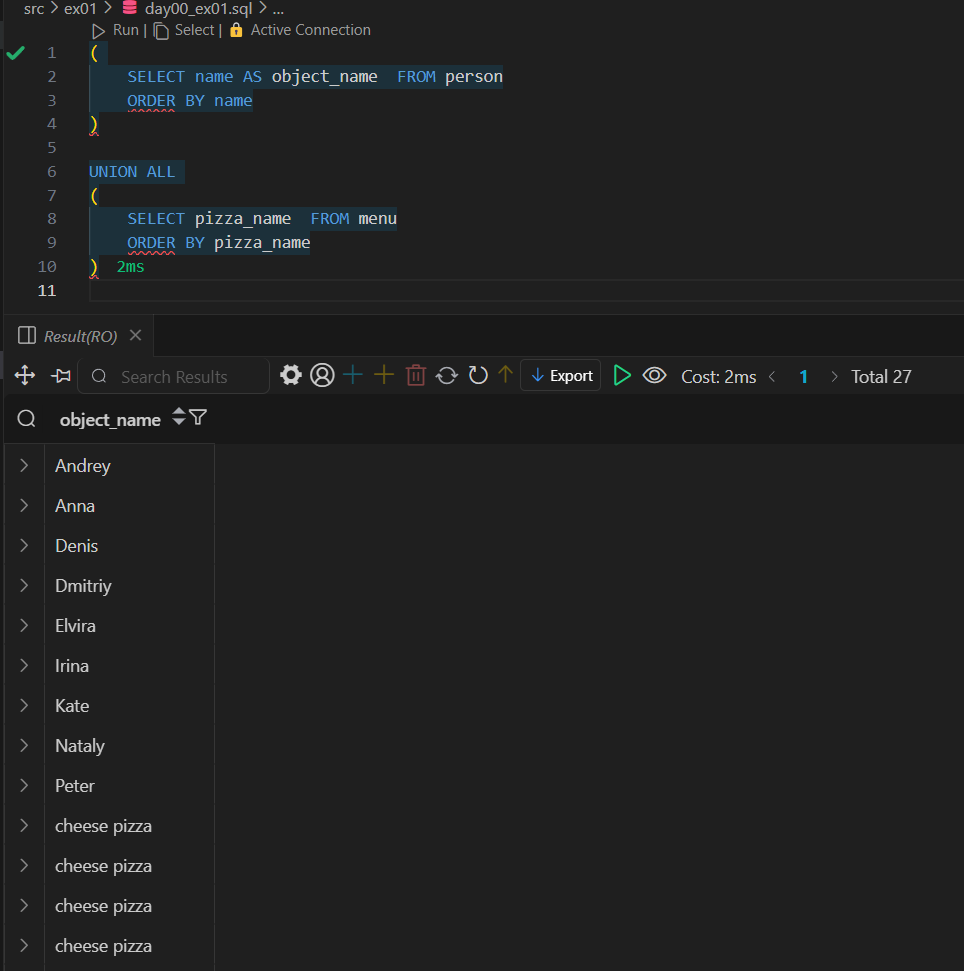 src > ex01 > day00_ex01.sql > ...
Run | Select | Active Connection
1 (
2 SELECT name AS object_name  FROM person
3 ORDER BY name
4 )
5
6 UNION ALL
7 (
8 SELECT pizza_name  FROM menu
9 ORDER BY pizza_name
10 ) 2ms
11
Result(RO)
Search Results Export Cost: 2ms < 1 > Total 27
object_name
Andrey
Anna
Denis
Dmitriy
Elvira
Irina
Kate
Nataly
Peter
cheese pizza
cheese pizza
cheese pizza
cheese pizza